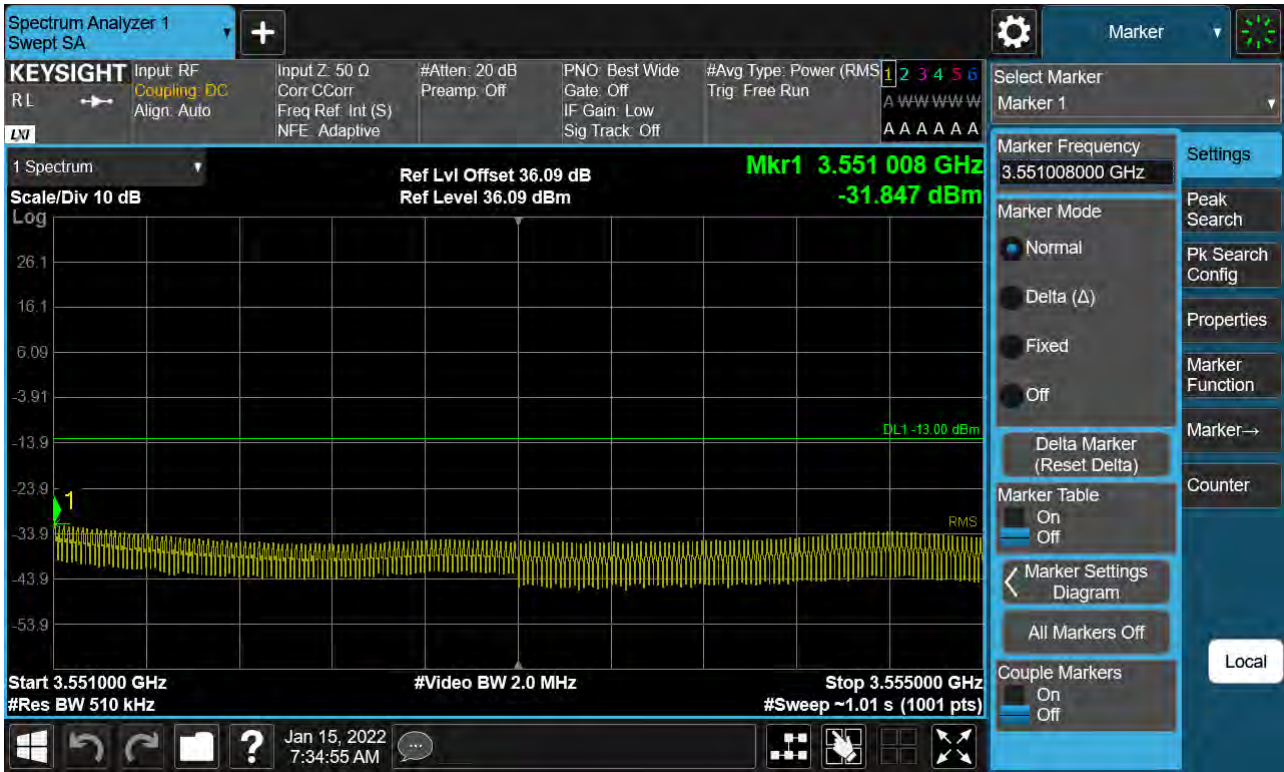 Spectrum Analyzer 1
Swept SA
+
Marker
KEYSIGHT
RL
LXI
Input: RF
Coupling: DC
Align: Auto
Input Z: 50 Ω
Corr CCorr
Freq Ref: Int (S)
NFE: Adaptive
#Atten: 20 dB
Preamp: Off
PNO: Best Wide
Gate: Off
IF Gain: Low
Sig Track: Off
#Avg Type: Power (RMS
Trig: Free Run
1 2 3 4 5 6
A W W W W W
A A A A A A
Select Marker
Marker 1
1 Spectrum
Scale/Div 10 dB
Log
Ref Lvl Offset 36.09 dB
Ref Level 36.09 dBm
Mkr1 3.551 008 GHz
-31.847 dBm
26.1
16.1
6.09
-3.91
-13.9
-23.9
-33.9
-43.9
-53.9
DL1 -13.00 dBm
1
RMS
Start 3.551000 GHz
#Res BW 510 kHz
#Video BW 2.0 MHz
Stop 3.555000 GHz
#Sweep ~1.01 s (1001 pts)
Marker Frequency
3.551008000 GHz
Marker Mode
Normal
Delta (Δ)
Fixed
Off
Delta Marker
(Reset Delta)
Marker Table
On
Off
Marker Settings
Diagram
All Markers Off
Couple Markers
On
Off
Settings
Peak
Search
Pk Search
Config
Properties
Marker
Function
Marker→
Counter
Local
?
Jan 15, 2022
7:34:55 AM